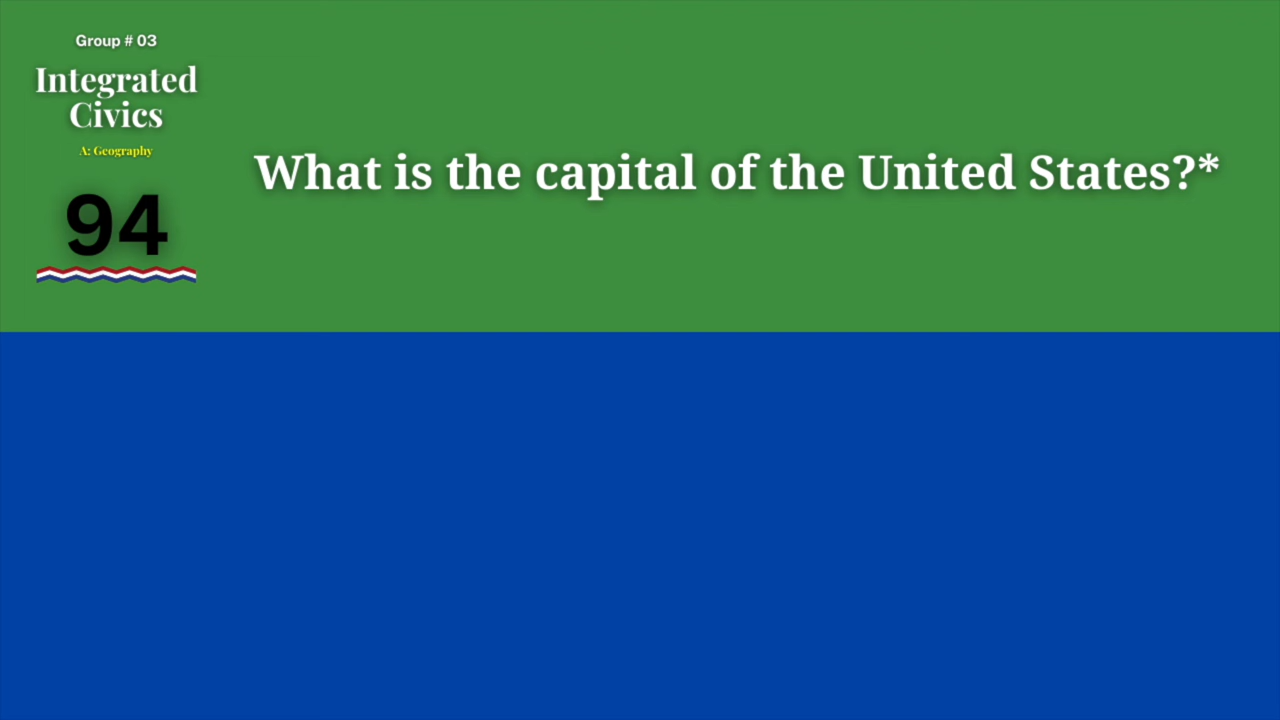 Group # 03
Integrated
Civics
A: Geography
94
What is the capital of the United States?*